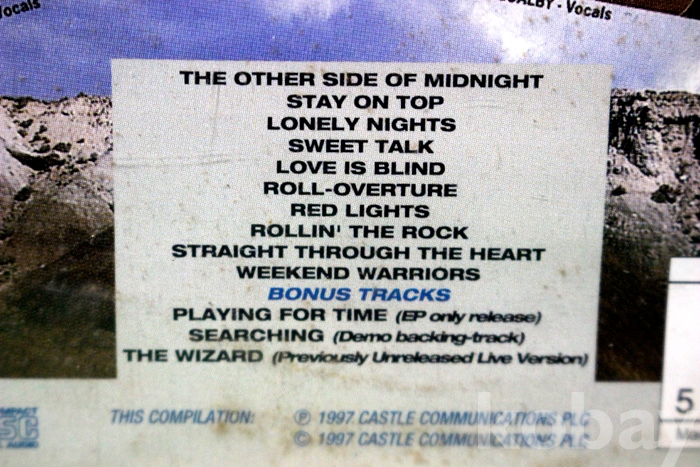 Vocals
- Vocals
THE OTHER SIDE OF MIDNIGHT
STAY ON TOP
LONELY NIGHTS
SWEET TALK
LOVE IS BLIND
ROLL-OVERTURE
RED LIGHTS
ROLLIN' THE ROCK
STRAIGHT THROUGH THE HEART
WEEKEND WARRIORS
BONUS TRACKS
PLAYING FOR TIME (EP only release)
SEARCHING (Demo backing-track)
THE WIZARD (Previously Unreleased Live Version)
THIS COMPILATION: ℗ 1997 CASTLE COMMUNICATIONS PLC
© 1997 CASTLE COMMUNICATIONS PLC
5